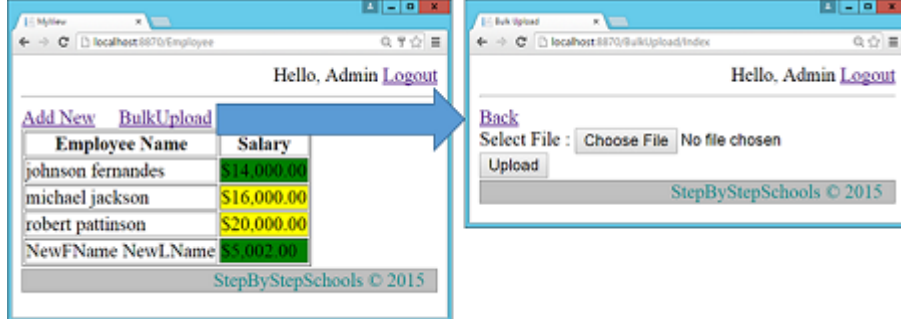 MyView
localhost:8870/Employee
Hello, Admin Logout
Add New BulkUpload
Employee Name Salary
johnson fernandes $14,000.00
michael jackson $16,000.00
robert pattinson $20,000.00
NewFName NewLName $5,002.00
StepByStepSchools © 2015
Bulk Upload
localhost:8870/BulkUpload/Index
Hello, Admin Logout
Back
Select File : Choose File No file chosen
Upload
StepByStepSchools © 2015